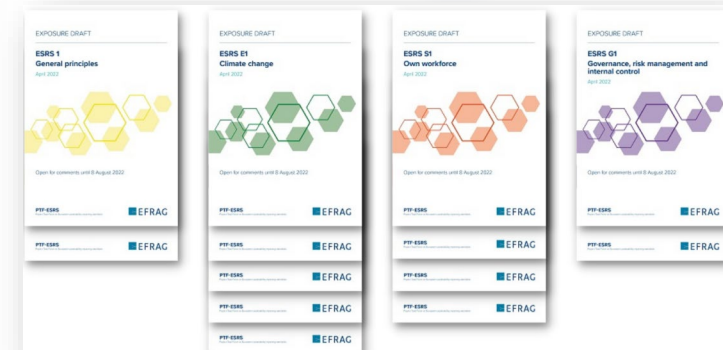 EXPOSURE DRAFT
ESRS 1
General principles
April 2022
Open for comments until 8 August 2022
PTF-ESRS
EFRAG
PTF-ESRS
EFRAG
EXPOSURE DRAFT
ESRS E1
Climate change
April 2022
Open for comments until 8 August 2022
PTF-ESRS
EFRAG
PTF-ESRS
EFRAG
PTF-ESRS
EFRAG
PTF-ESRS
EFRAG
PTF-ESRS
EFRAG
EXPOSURE DRAFT
ESRS S1
Own workforce
April 2022
Open for comments until 8 August 2022
PTF-ESRS
EFRAG
PTF-ESRS
EFRAG
PTF-ESRS
EFRAG
PTF-ESRS
EFRAG
EXPOSURE DRAFT
ESRS G1
Governance, risk management and
internal control
April 2022
Open for comments until 8 August 2022
PTF-ESRS
EFRAG
PTF-ESRS
EFRAG